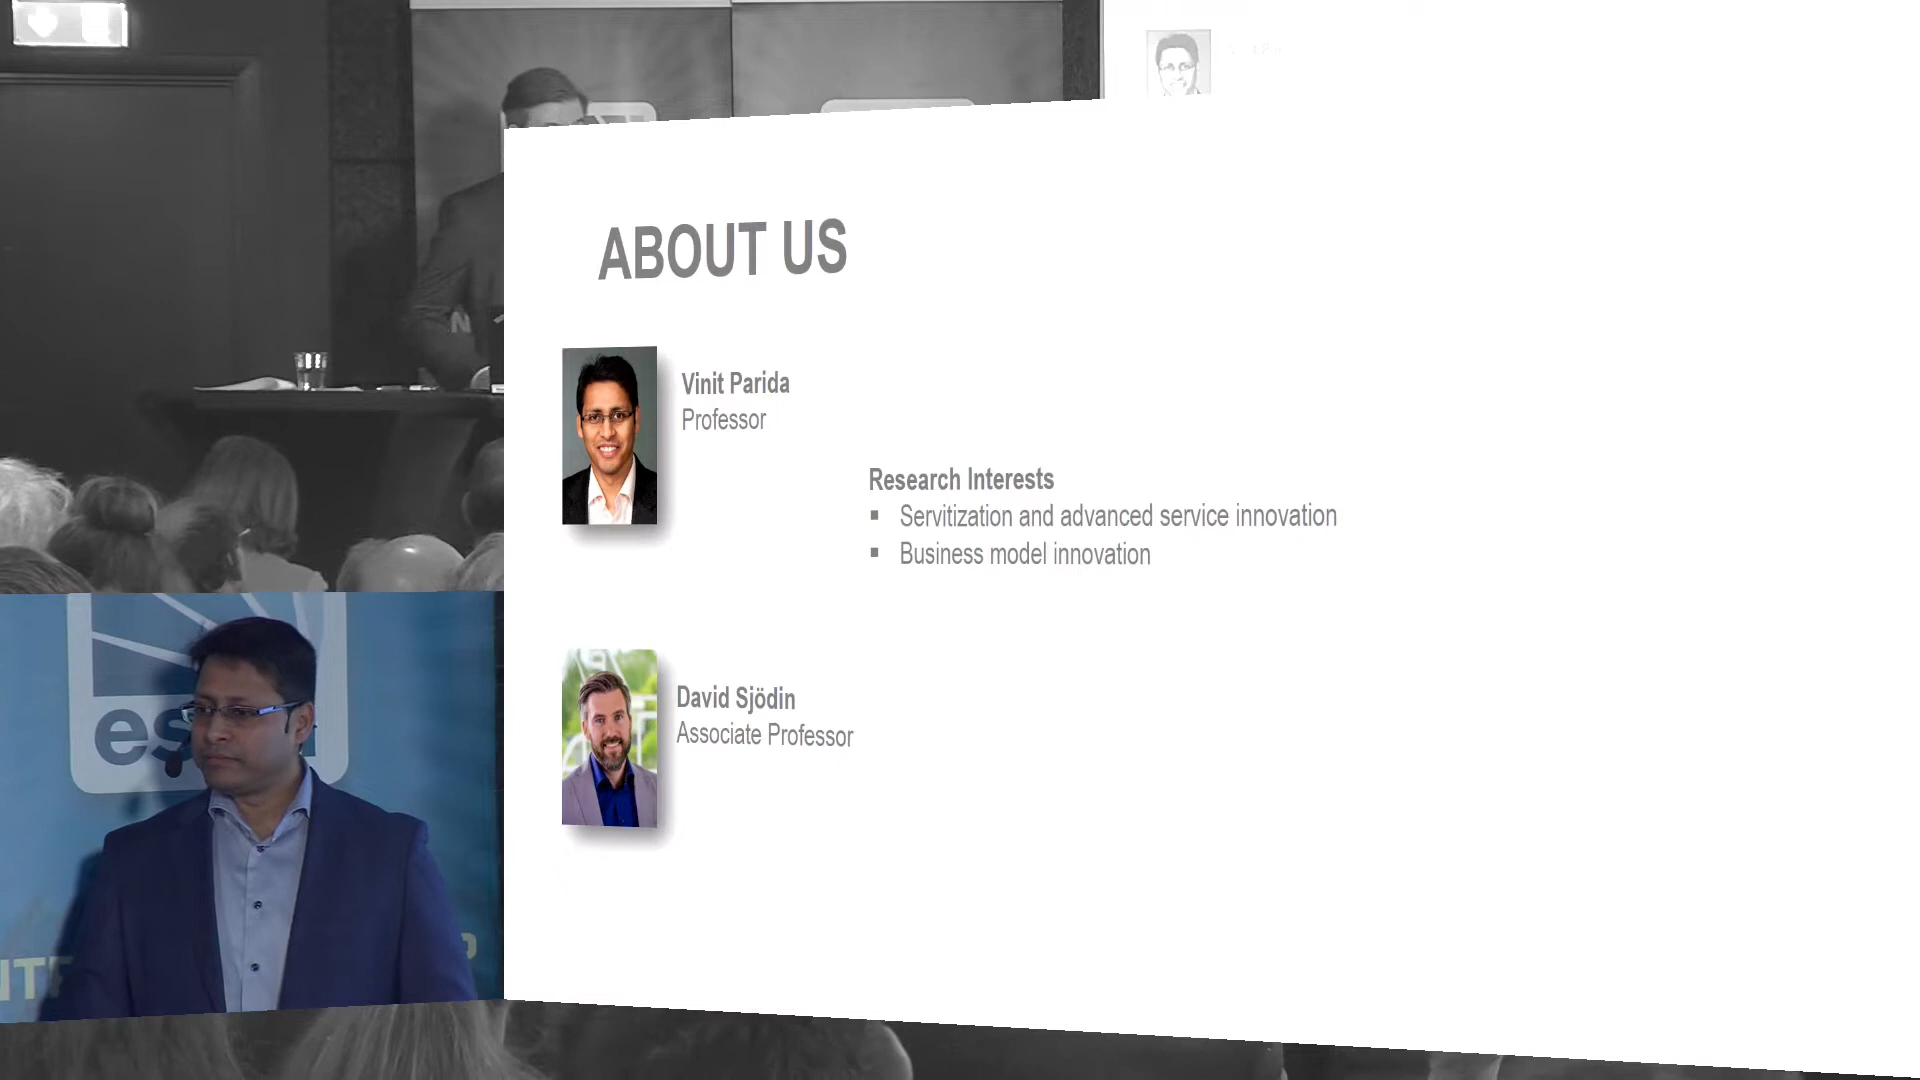 ABOUT US
Vinit Parida
Professor
Research Interests
▪ Servitization and advanced service innovation
▪ Business model innovation
David Sjödin
Associate Professor